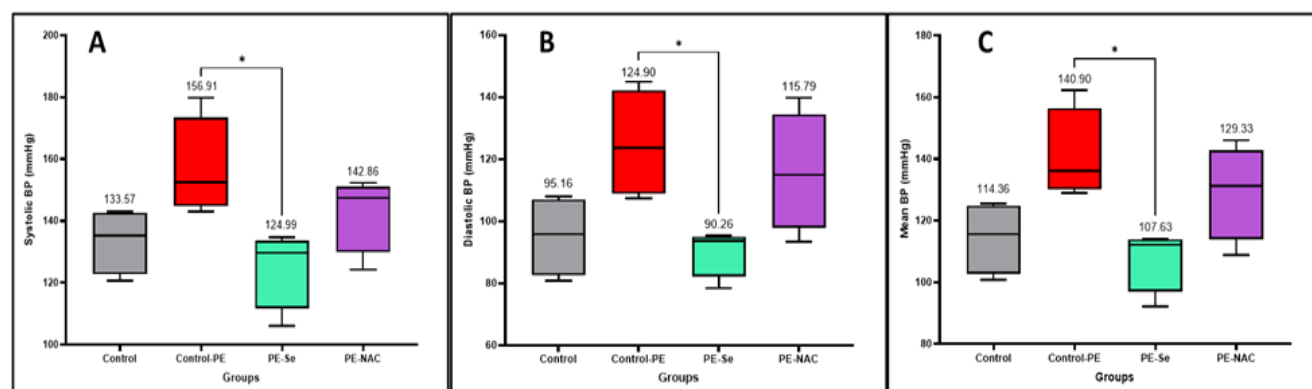 A
Systolic BP (mmHg)
200
180
160
140
120
100
133.57
156.91
*
124.99
142.86
Control
Control-PE
PE-Se
PE-NAC
Groups
B
Diastolic BP (mmHg)
160
140
120
100
80
60
95.16
124.90
*
90.26
115.79
Control
Control-PE
PE-Se
PE-NAC
Groups
C
Mean BP (mmHg)
180
160
140
120
100
80
114.36
140.90
*
107.63
129.33
Control
Control-PE
PE-Se
PE-NAC
Groups